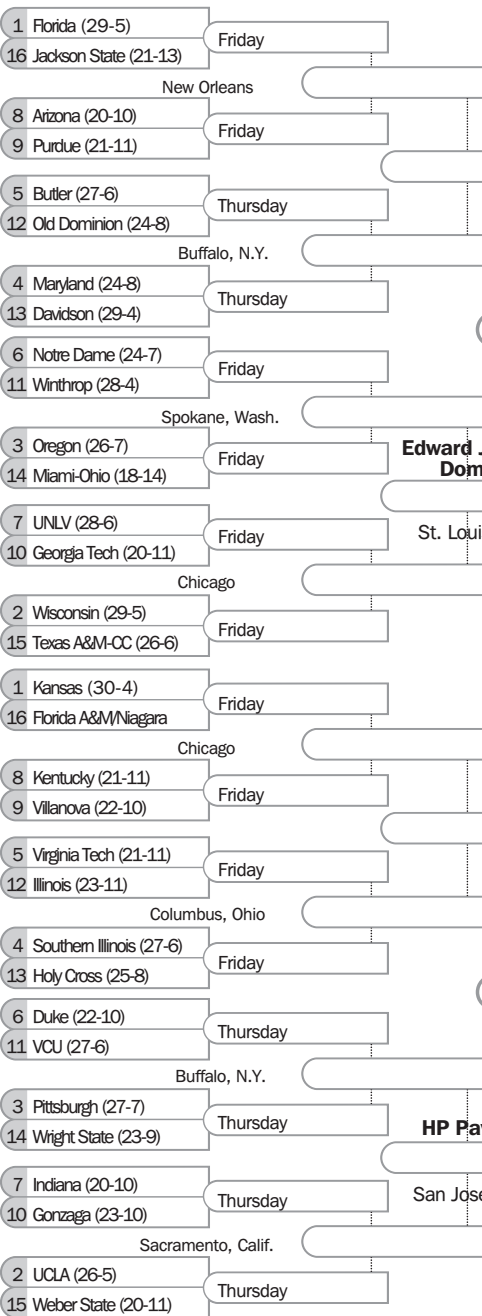 1 Florida (29-5)
Friday
16 Jackson State (21-13)
New Orleans
8 Arizona (20-10)
Friday
9 Purdue (21-11)
5 Butler (27-6)
Thursday
12 Old Dominion (24-8)
Buffalo, N.Y.
4 Maryland (24-8)
Thursday
13 Davidson (29-4)
6 Notre Dame (24-7)
Friday
11 Winthrop (28-4)
Spokane, Wash.
3 Oregon (26-7)
Friday
14 Miami-Ohio (18-14)
Edward J
Dom
St. Loui
7 UNLV (28-6)
Friday
10 Georgia Tech (20-11)
Chicago
2 Wisconsin (29-5)
Friday
15 Texas A&M-CC (26-6)
1 Kansas (30-4)
Friday
16 Florida A&M/Niagara
Chicago
8 Kentucky (21-11)
Friday
9 Villanova (22-10)
5 Virginia Tech (21-11)
Friday
12 Illinois (23-11)
Columbus, Ohio
4 Southern Illinois (27-6)
Friday
13 Holy Cross (25-8)
6 Duke (22-10)
Thursday
11 VCU (27-6)
Buffalo, N.Y.
3 Pittsburgh (27-7)
Thursday
14 Wright State (23-9)
HP Pav
San Jose
7 Indiana (20-10)
Thursday
10 Gonzaga (23-10)
Sacramento, Calif.
2 UCLA (26-5)
Thursday
15 Weber State (20-11)